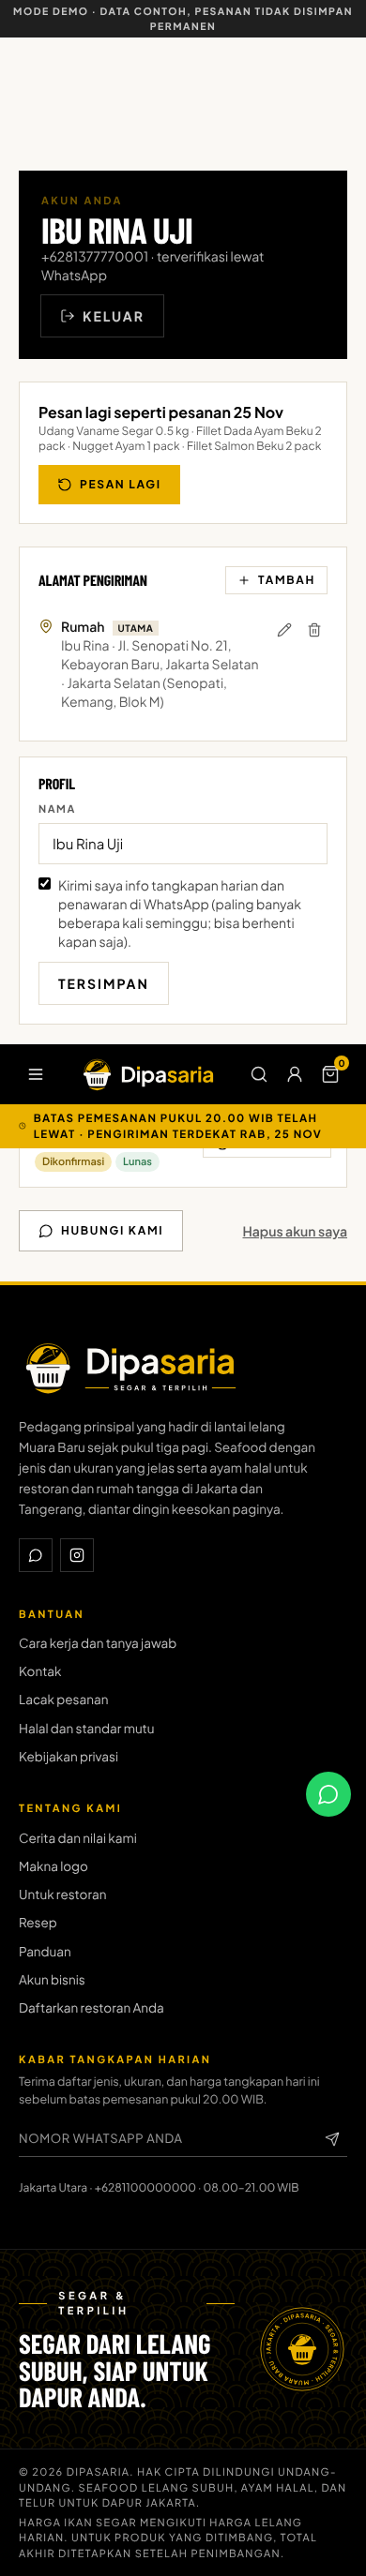 MODE DEMO · DATA CONTOH, PESANAN TIDAK DISIMPAN
PERMANEN
AKUN ANDA
IBU RINA UJI
+6281377770001 · terverifikasi lewat
WhatsApp
KELUAR
Pesan lagi seperti pesanan 25 Nov
Udang Vaname Segar 0.5 kg · Fillet Dada Ayam Beku 2
pack · Nugget Ayam 1 pack · Fillet Salmon Beku 2 pack
PESAN LAGI
ALAMAT PENGIRIMAN
TAMBAH
Rumah UTAMA
Ibu Rina · Jl. Senopati No. 21,
Kebayoran Baru, Jakarta Selatan
· Jakarta Selatan (Senopati,
Kemang, Blok M)
PROFIL
NAMA
Ibu Rina Uji
Kirimi saya info tangkapan harian dan
penawaran di WhatsApp (paling banyak
beberapa kali seminggu; bisa berhenti
kapan saja).
TERSIMPAN
Dipasaria
0
BATAS PEMESANAN PUKUL 20.00 WIB TELAH
LEWAT · PENGIRIMAN TERDEKAT RAB, 25 NOV
Dikonfirmasi Lunas
HUBUNGI KAMI
Hapus akun saya
Dipasaria
SEGAR & TERPILIH
Pedagang prinsipal yang hadir di lantai lelang
Muara Baru sejak pukul tiga pagi. Seafood dengan
jenis dan ukuran yang jelas serta ayam halal untuk
restoran dan rumah tangga di Jakarta dan
Tangerang, diantar dingin keesokan paginya.
BANTUAN
Cara kerja dan tanya jawab
Kontak
Lacak pesanan
Halal dan standar mutu
Kebijakan privasi
TENTANG KAMI
Cerita dan nilai kami
Makna logo
Untuk restoran
Resep
Panduan
Akun bisnis
Daftarkan restoran Anda
KABAR TANGKAPAN HARIAN
Terima daftar jenis, ukuran, dan harga tangkapan hari ini
sebelum batas pemesanan pukul 20.00 WIB.
NOMOR WHATSAPP ANDA
Jakarta Utara · +6281100000000 · 08.00–21.00 WIB
SEGAR &
TERPILIH
SEGAR DARI LELANG
SUBUH, SIAP UNTUK
DAPUR ANDA.
DIPASARIA · SEGAR & TERPILIH · MUARA BARU · JAKARTA
© 2026 DIPASARIA. HAK CIPTA DILINDUNGI UNDANG-
UNDANG. SEAFOOD LELANG SUBUH, AYAM HALAL, DAN
TELUR UNTUK DAPUR JAKARTA.
HARGA IKAN SEGAR MENGIKUTI HARGA LELANG
HARIAN. UNTUK PRODUK YANG DITIMBANG, TOTAL
AKHIR DITETAPKAN SETELAH PENIMBANGAN.